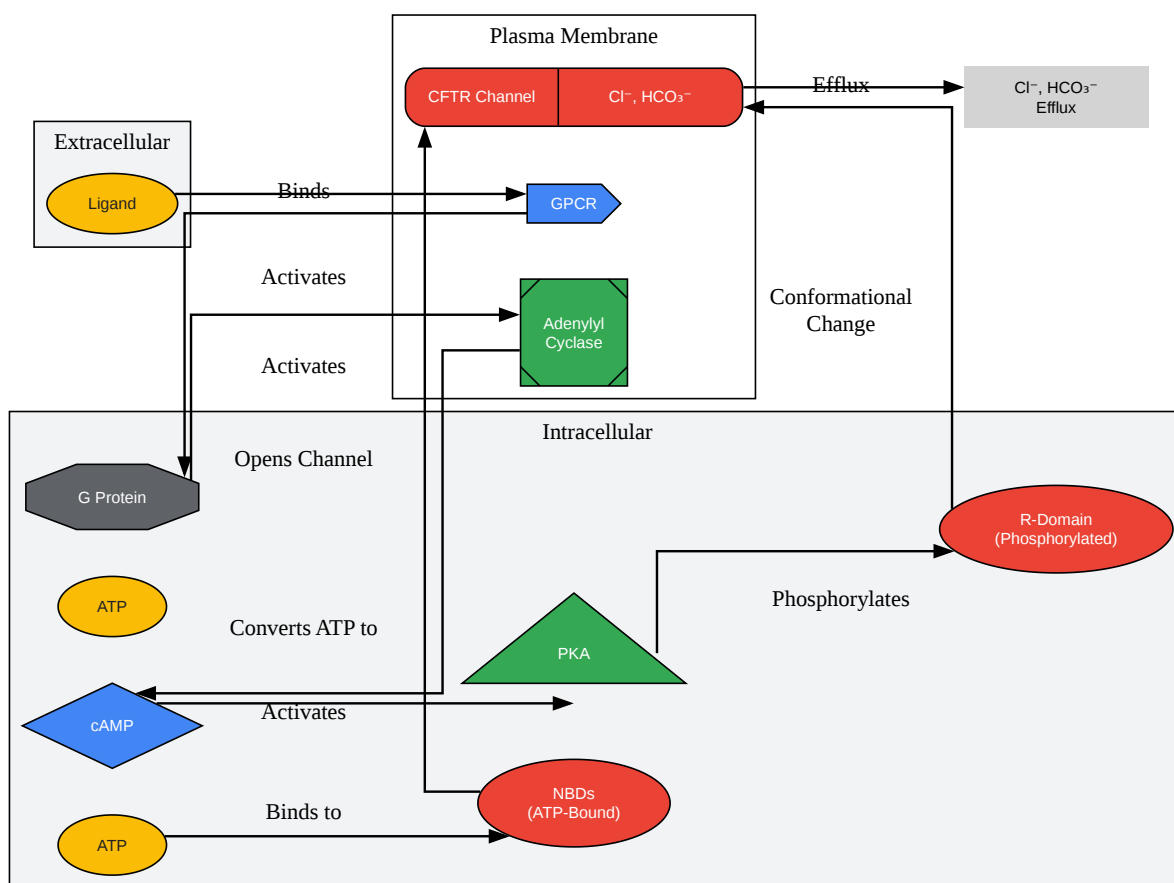 Plasma Membrane
CFTR Channel
Cl⁻, HCO₃⁻
Efflux
Cl⁻, HCO₃⁻
Efflux
Extracellular
Ligand
Binds
GPCR
Activates
Adenylyl
Cyclase
Conformational
Change
Activates
Intracellular
Opens Channel
G Protein
R-Domain
(Phosphorylated)
ATP
Converts ATP to
Phosphorylates
PKA
cAMP
Activates
NBDs
(ATP-Bound)
Binds to
ATP